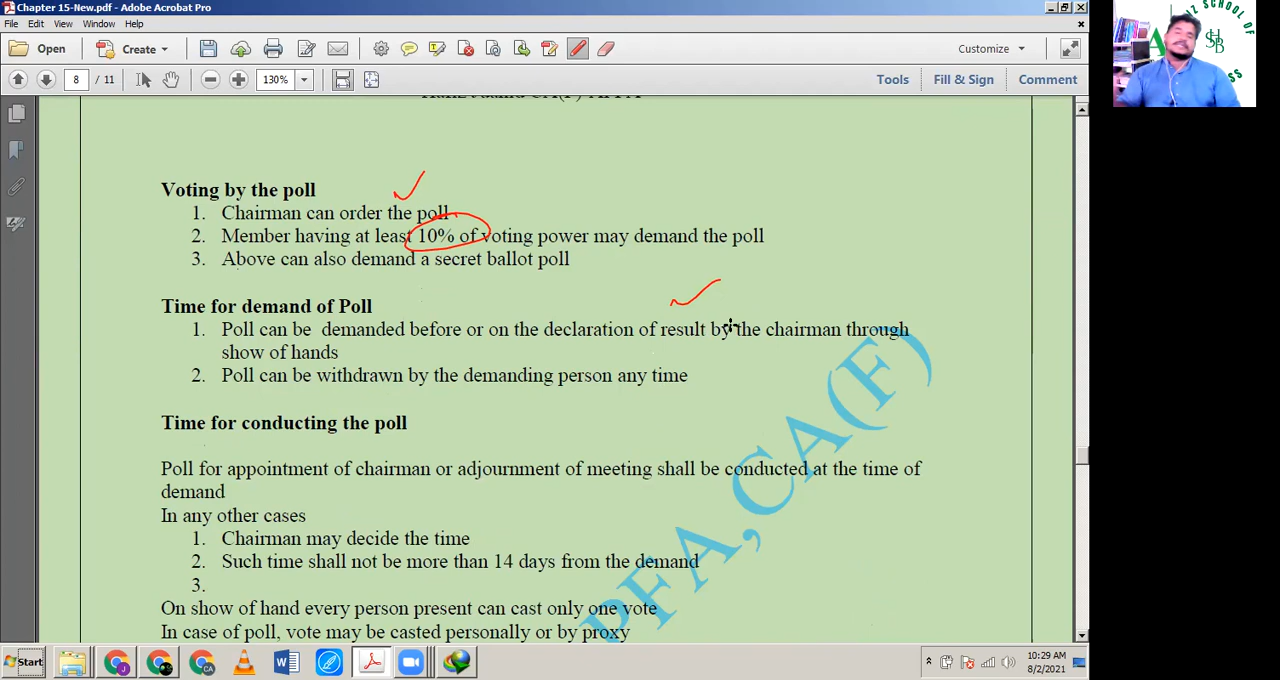 Chapter 15-New.pdf - Adobe Acrobat Pro
File Edit View Window Help
Open Create Customize
8 / 11 130% Tools Fill & Sign Comment
Voting by the poll
1. Chairman can order the poll
2. Member having at least 10% of voting power may demand the poll
3. Above can also demand a secret ballot poll
Time for demand of Poll
1. Poll can be demanded before or on the declaration of result by the chairman through
show of hands
2. Poll can be withdrawn by the demanding person any time
Time for conducting the poll
Poll for appointment of chairman or adjournment of meeting shall be conducted at the time of
demand
In any other cases
1. Chairman may decide the time
2. Such time shall not be more than 14 days from the demand
3.
On show of hand every person present can cast only one vote
In case of poll, vote may be casted personally or by proxy
PFA,CA(F)
Start
10:29 AM
8/2/2021